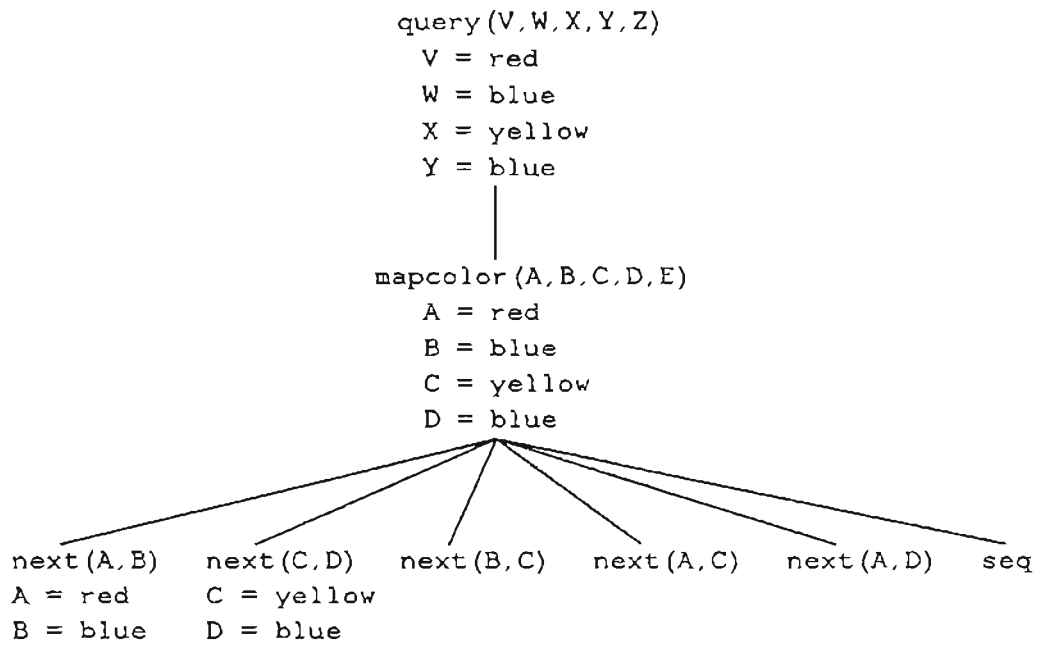 query(V,W,X,Y,Z)
V = red
W = blue
X = yellow
Y = blue
mapcolor(A,B,C,D,E)
A = red
B = blue
C = yellow
D = blue
next(A,B) next(C,D) next(B,C) next(A,C) next(A,D) seq
A = red C = yellow
B = blue D = blue